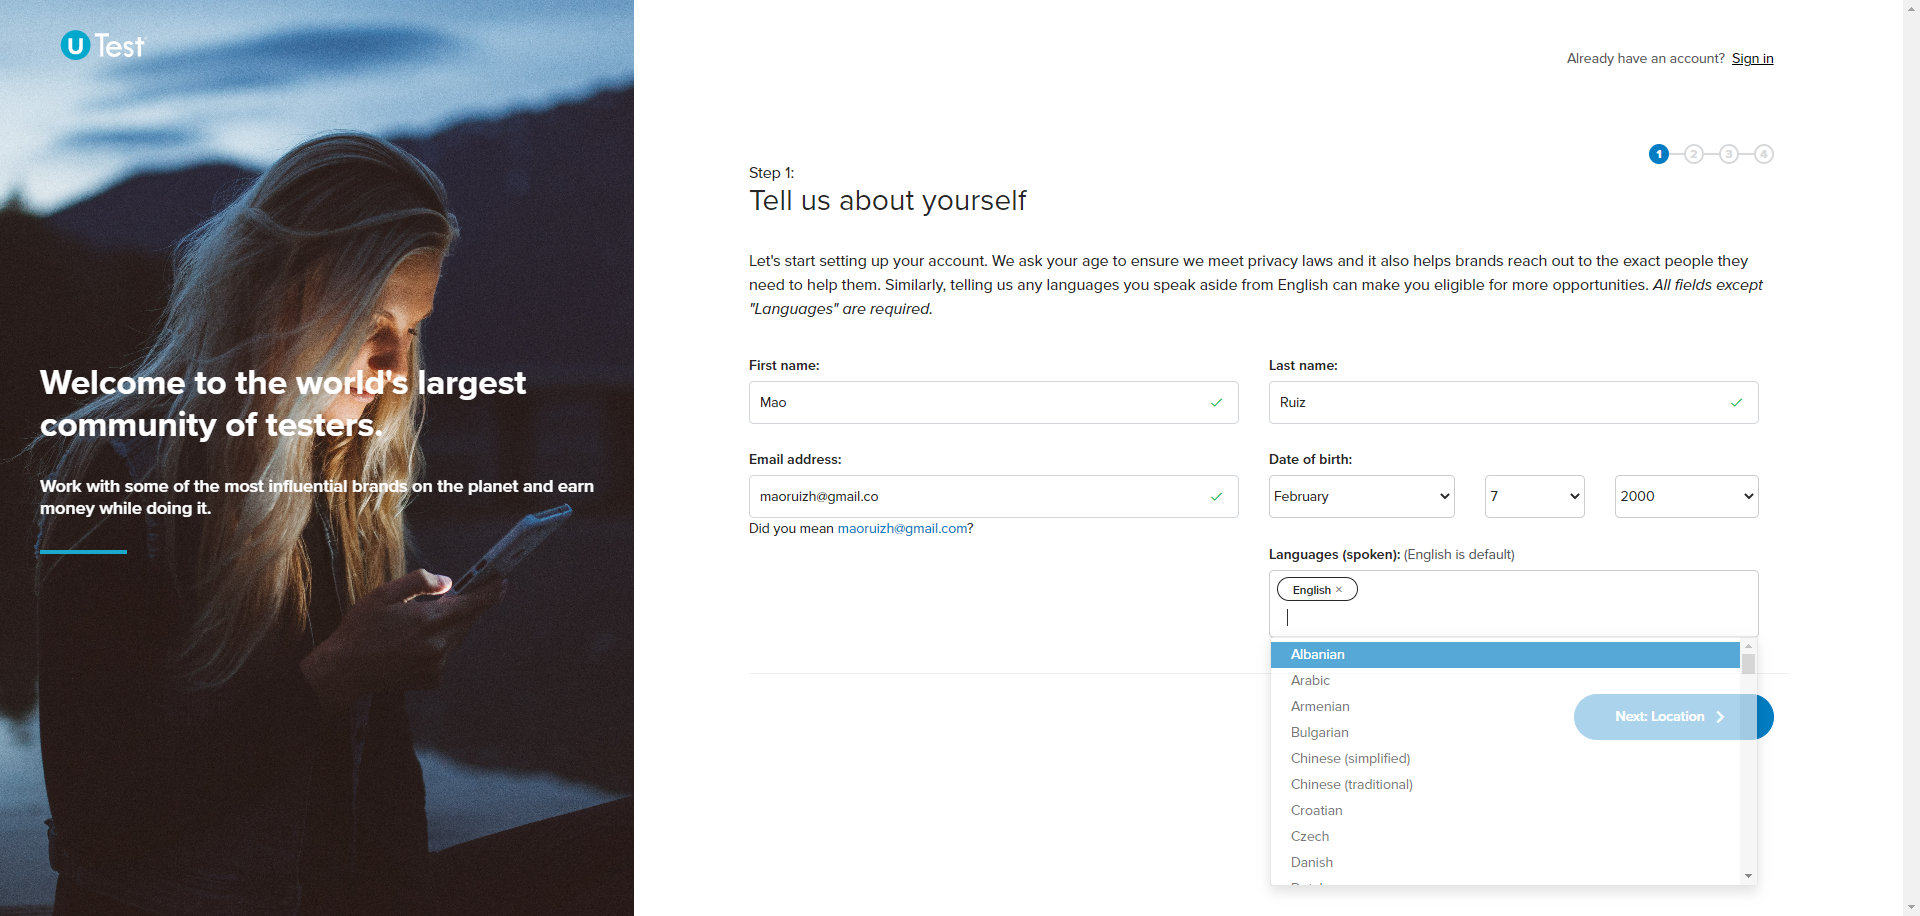 U Test
Welcome to the world's largest
community of testers.
Work with some of the most influential brands on the planet and earn
money while doing it.
Already have an account? Sign in
1 2 3 4
Step 1:
Tell us about yourself
Let's start setting up your account. We ask your age to ensure we meet privacy laws and it also helps brands reach out to the exact people they
need to help them. Similarly, telling us any languages you speak aside from English can make you eligible for more opportunities. All fields except
"Languages" are required.
First name:
Mao
Last name:
Ruiz
Email address:
maoruizh@gmail.co
Did you mean maoruizh@gmail.com?
Date of birth:
February 7 2000
Languages (spoken): (English is default)
English ×
Albanian
Arabic
Armenian
Bulgarian
Chinese (simplified)
Chinese (traditional)
Croatian
Czech
Danish
Next: Location